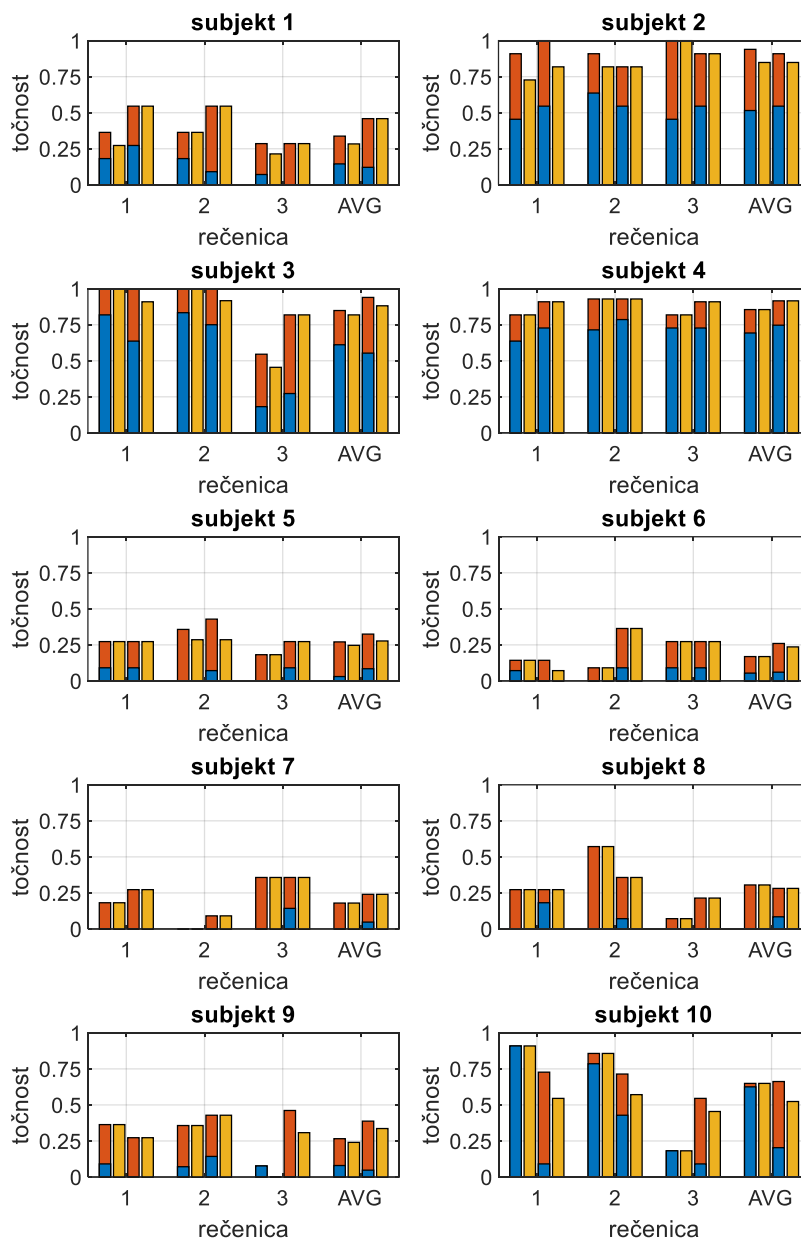 subjekt 1
1
0.75
0.5
0.25
0
točnost
1 2 3 AVG
rečenica
subjekt 2
1
0.75
0.5
0.25
0
točnost
1 2 3 AVG
rečenica
subjekt 3
1
0.75
0.5
0.25
0
točnost
1 2 3 AVG
rečenica
subjekt 4
1
0.75
0.5
0.25
0
točnost
1 2 3 AVG
rečenica
subjekt 5
1
0.75
0.5
0.25
0
točnost
1 2 3 AVG
rečenica
subjekt 6
1
0.75
0.5
0.25
0
točnost
1 2 3 AVG
rečenica
subjekt 7
1
0.75
0.5
0.25
0
točnost
1 2 3 AVG
rečenica
subjekt 8
1
0.75
0.5
0.25
0
točnost
1 2 3 AVG
rečenica
subjekt 9
1
0.75
0.5
0.25
0
točnost
1 2 3 AVG
rečenica
subjekt 10
1
0.75
0.5
0.25
0
točnost
1 2 3 AVG
rečenica